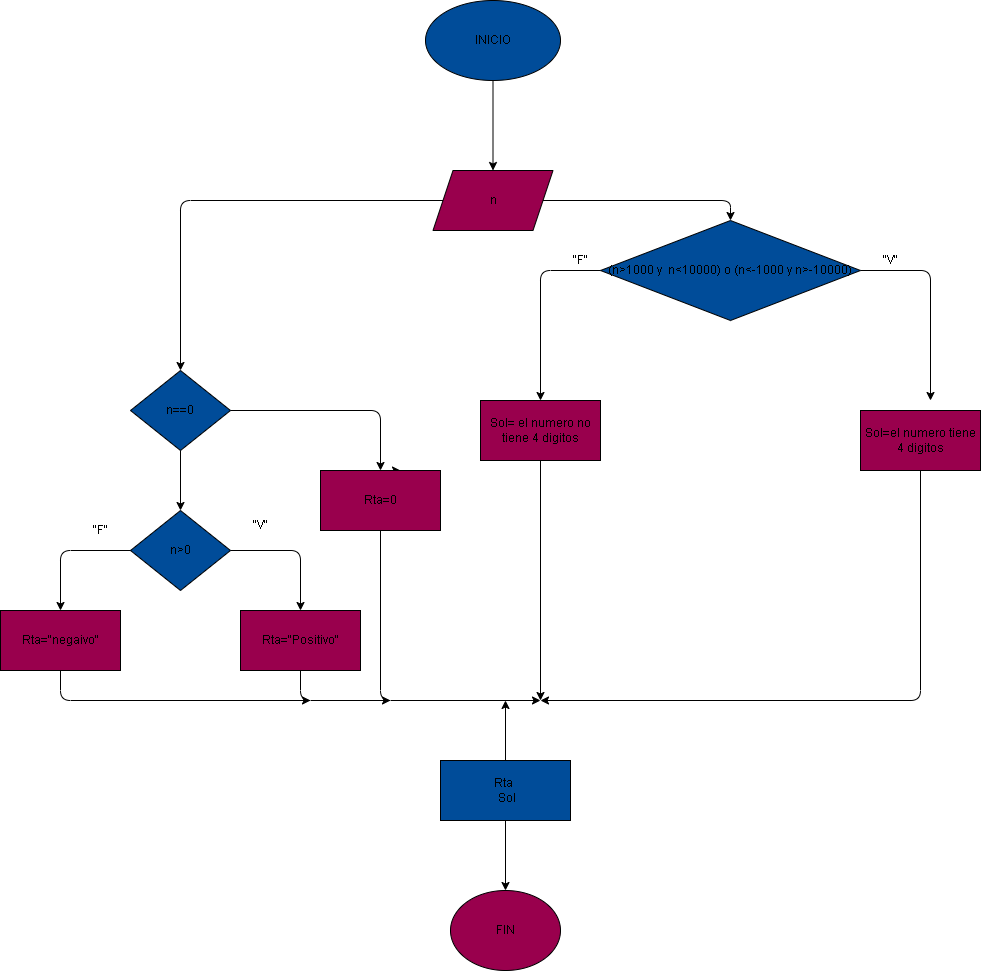 INICIO
n
"F"
"V"
(n>1000 y n<10000) o (n<-1000 y n>-10000)
n==0
Sol= el numero no
tiene 4 digitos
Sol=el numero tiene
4 digitos
Rta=0
"F"
"V"
n>0
Rta="negaivo"
Rta="Positivo"
Rta
Sol
FIN